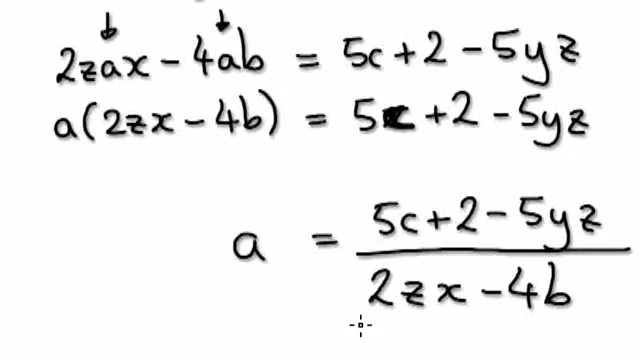 2zax - 4ab = 5c + 2 - 5yz
a(2zx - 4b) = 5c + 2 - 5yz
a = 5c + 2 - 5yz
2zx - 4b